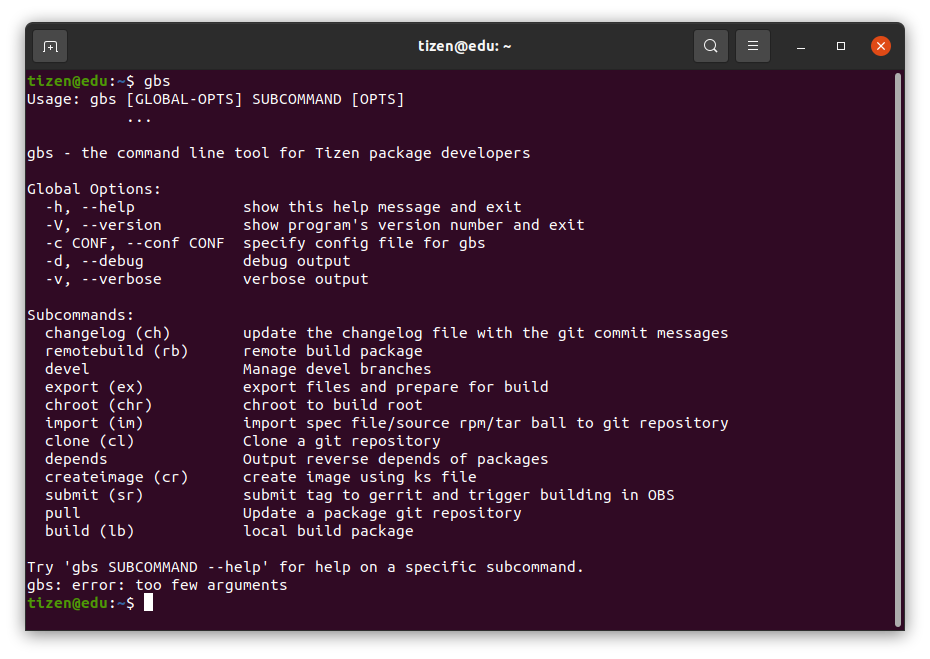 tizen@edu: ~
tizen@edu:~$ gbs
Usage: gbs [GLOBAL-OPTS] SUBCOMMAND [OPTS]
...
gbs - the command line tool for Tizen package developers
Global Options:
-h, --help show this help message and exit
-V, --version show program's version number and exit
-c CONF, --conf CONF specify config file for gbs
-d, --debug debug output
-v, --verbose verbose output
Subcommands:
changelog (ch) update the changelog file with the git commit messages
remotebuild (rb) remote build package
devel Manage devel branches
export (ex) export files and prepare for build
chroot (chr) chroot to build root
import (im) import spec file/source rpm/tar ball to git repository
clone (cl) Clone a git repository
depends Output reverse depends of packages
createimage (cr) create image using ks file
submit (sr) submit tag to gerrit and trigger building in OBS
pull Update a package git repository
build (lb) local build package
Try 'gbs SUBCOMMAND --help' for help on a specific subcommand.
gbs: error: too few arguments
tizen@edu:~$